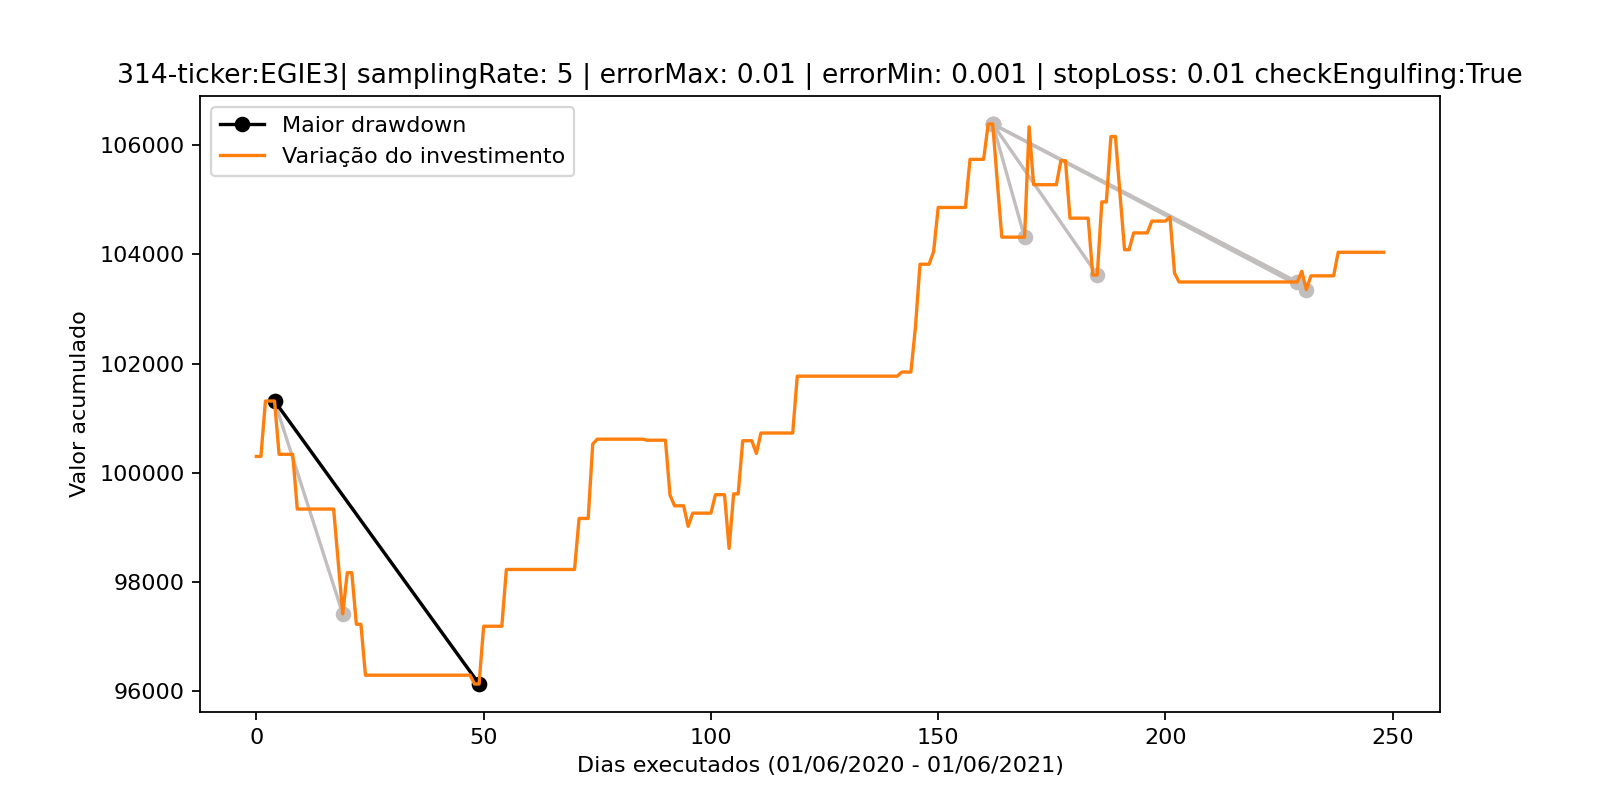 314-ticker:EGIE3| samplingRate: 5 | errorMax: 0.01 | errorMin: 0.001 | stopLoss: 0.01 checkEngulfing:True
Maior drawdown
Variação do investimento
Valor acumulado
106000
104000
102000
100000
98000
96000
0 50 100 150 200 250
Dias executados (01/06/2020 - 01/06/2021)